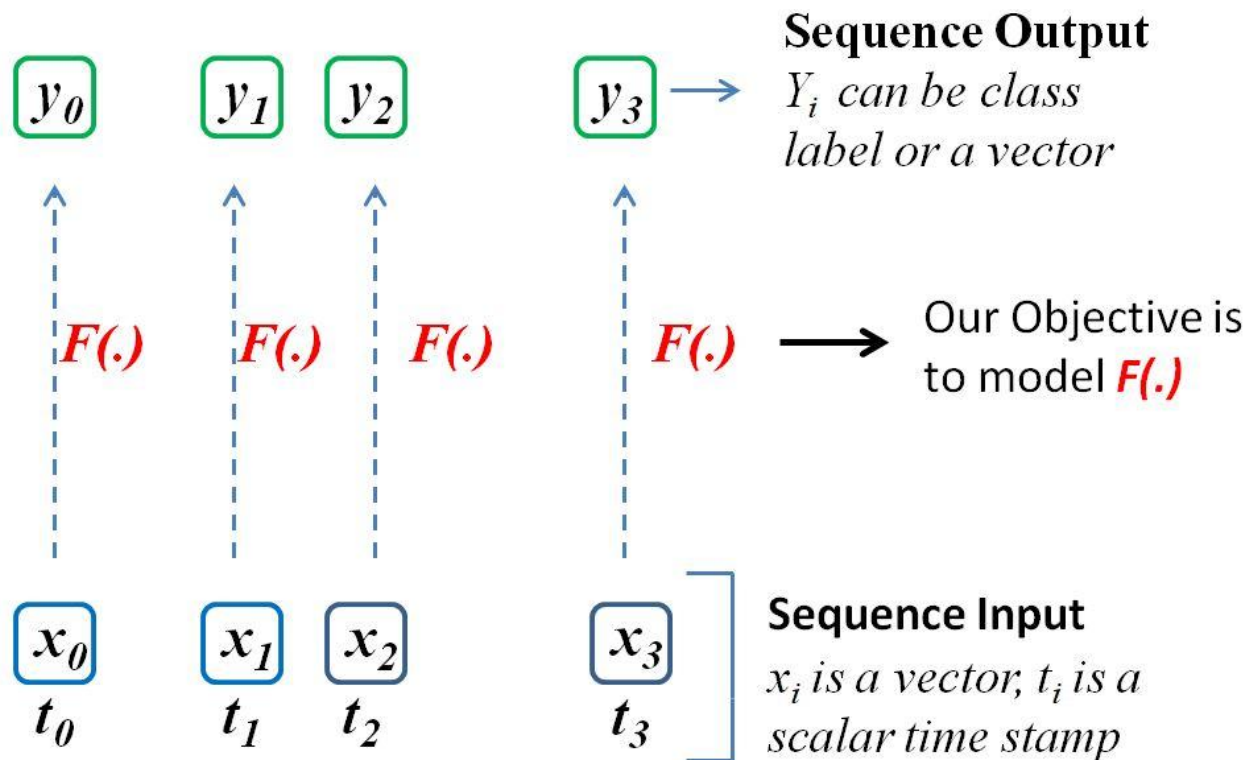 Sequence Output
y0 y1 y2 y3
Yi can be class
label or a vector
F(.) F(.) F(.) F(.)
Our Objective is
to model F(.)
x0 x1 x2 x3
t0 t1 t2 t3
Sequence Input
xi is a vector, ti is a
scalar time stamp